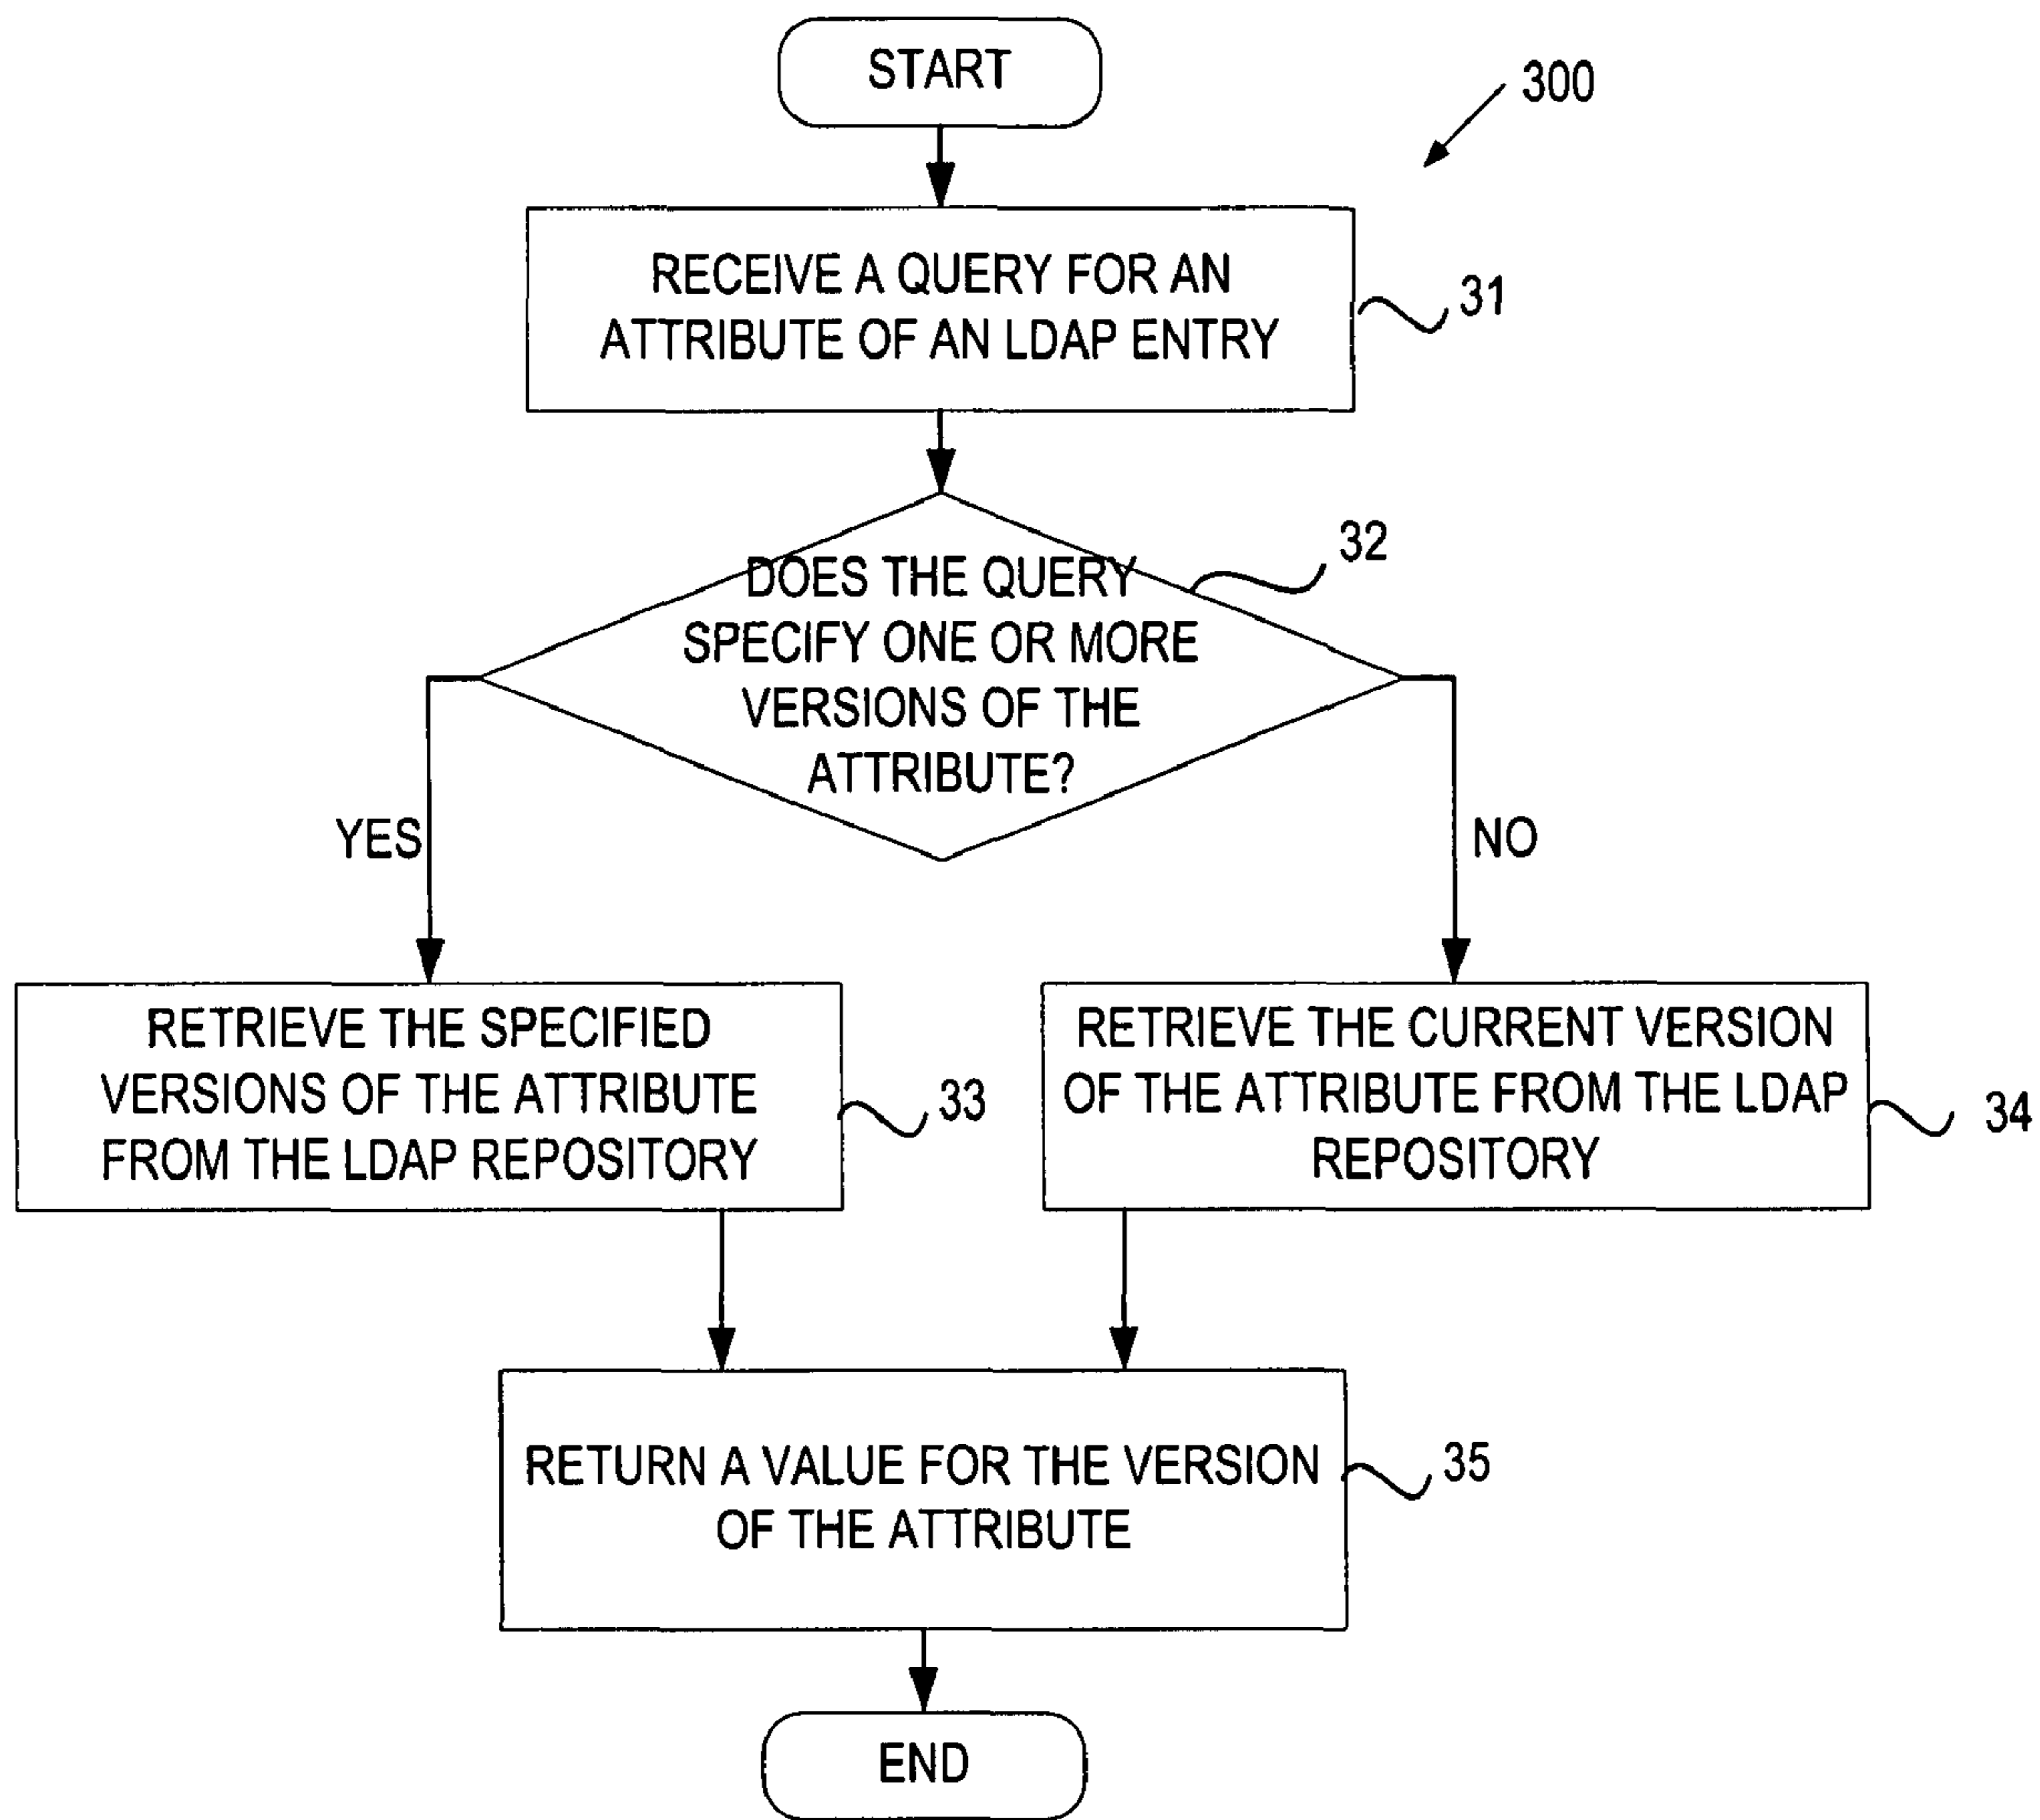 START
300
RECEIVE A QUERY FOR AN
ATTRIBUTE OF AN LDAP ENTRY
31
DOES THE QUERY
SPECIFY ONE OR MORE
VERSIONS OF THE
ATTRIBUTE?
32
YES
NO
RETRIEVE THE SPECIFIED
VERSIONS OF THE ATTRIBUTE
FROM THE LDAP REPOSITORY
33
RETRIEVE THE CURRENT VERSION
OF THE ATTRIBUTE FROM THE LDAP
REPOSITORY
34
RETURN A VALUE FOR THE VERSION
OF THE ATTRIBUTE
35
END